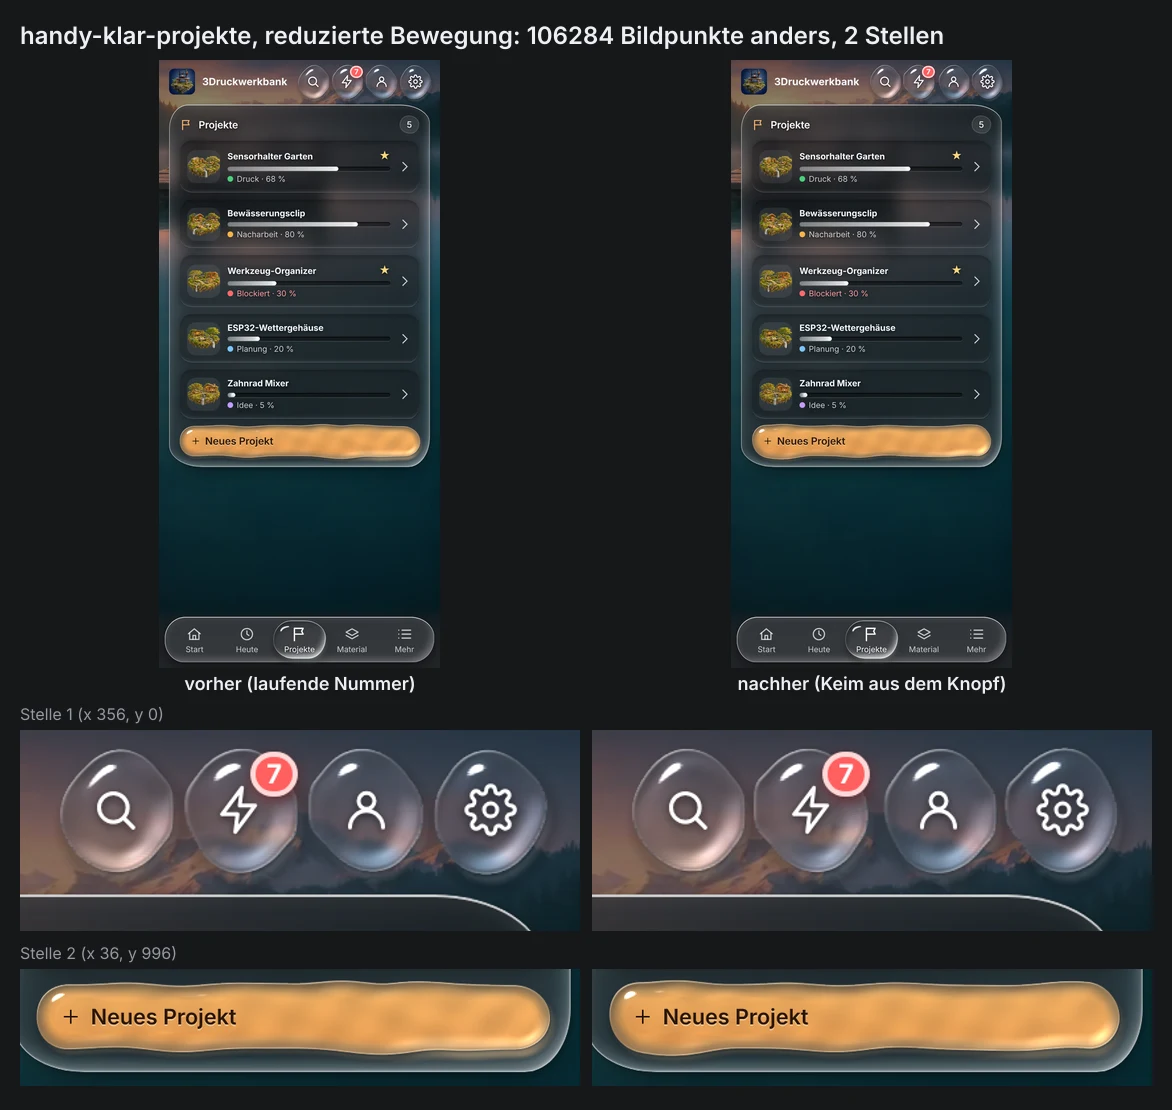 handy-klar-projekte, reduzierte Bewegung: 106284 Bildpunkte anders, 2 Stellen
3Druckwerkbank
7
Projekte
5
Sensorhalter Garten
Druck · 68 %
Bewässerungsclip
Nacharbeit · 80 %
Werkzeug-Organizer
Blockiert · 30 %
ESP32-Wettergehäuse
Planung · 20 %
Zahnrad Mixer
Idee · 5 %
+ Neues Projekt
Start Heute Projekte Material Mehr
vorher (laufende Nummer)
3Druckwerkbank
7
Projekte
5
Sensorhalter Garten
Druck · 68 %
Bewässerungsclip
Nacharbeit · 80 %
Werkzeug-Organizer
Blockiert · 30 %
ESP32-Wettergehäuse
Planung · 20 %
Zahnrad Mixer
Idee · 5 %
+ Neues Projekt
Start Heute Projekte Material Mehr
nachher (Keim aus dem Knopf)
Stelle 1 (x 356, y 0)
7
7
Stelle 2 (x 36, y 996)
+ Neues Projekt
+ Neues Projekt